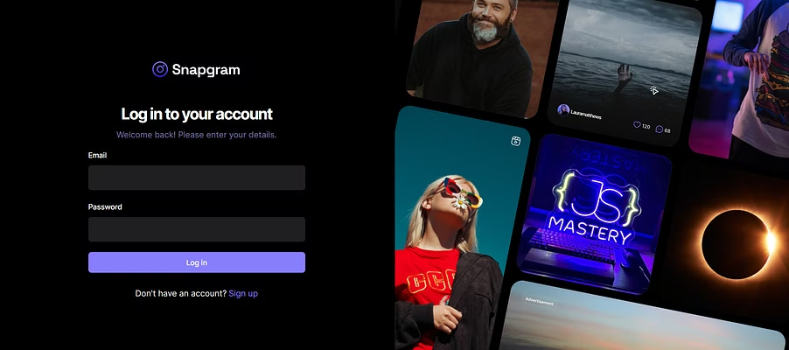 Snapgram
Log in to your account
Welcome back! Please enter your details.
Email
Password
Log in
Don't have an account? Sign up
120
68
{JS}
MASTERY
Advertisement